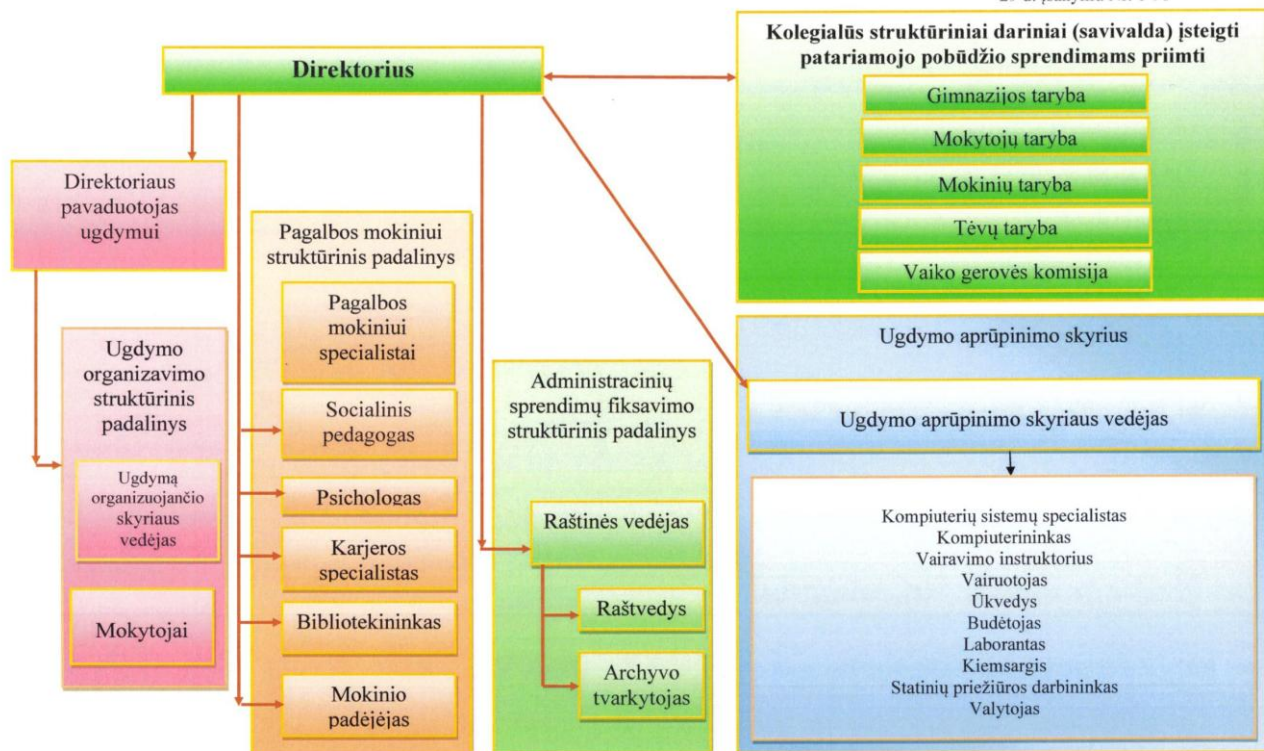 Direktorius
Kolegialūs struktūriniai dariniai (savivalda) įsteigti
patariamojo pobūdžio sprendimams priimti
Gimnazijos taryba
Mokytojų taryba
Mokinių taryba
Tėvų taryba
Vaiko gerovės komisija
Direktoriaus
pavaduotojas
ugdymui
Ugdymo
organizavimo
struktūrinis
padalinys
Ugdymą
organizuojančio
skyriaus
vedėjas
Mokytojai
Pagalbos mokiniui
struktūrinis padalinys
Pagalbos
mokiniui
specialistai
Socialinis
pedagogas
Psichologas
Karjeros
specialistas
Bibliotekininkas
Mokinio
padėjėjas
Administracinių
sprendimų fiksavimo
struktūrinis padalinys
Raštinės vedėjas
Raštvedys
Archyvo
tvarkytojas
Ugdymo aprūpinimo skyrius
Ugdymo aprūpinimo skyriaus vedėjas
Kompiuterių sistemų specialistas
Kompiuterininkas
Vairavimo instruktorius
Vairuotojas
Ūkvedys
Budėtojas
Laborantas
Kiemsargis
Statinių priežiūros darbininkas
Valytojas